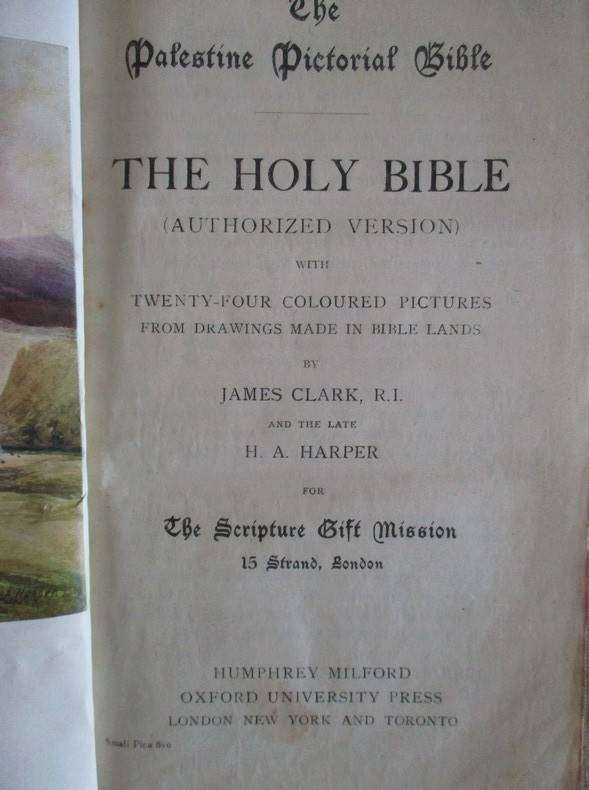 The
Palestine Pictorial Bible
THE HOLY BIBLE
(AUTHORIZED VERSION)
WITH
TWENTY-FOUR COLOURED PICTURES
FROM DRAWINGS MADE IN BIBLE LANDS
BY
JAMES CLARK, R.I.
AND THE LATE
H. A. HARPER
FOR
The Scripture Gift Mission
15 Strand, London
HUMPHREY MILFORD
OXFORD UNIVERSITY PRESS
LONDON NEW YORK AND TORONTO
Small Pica 8vo